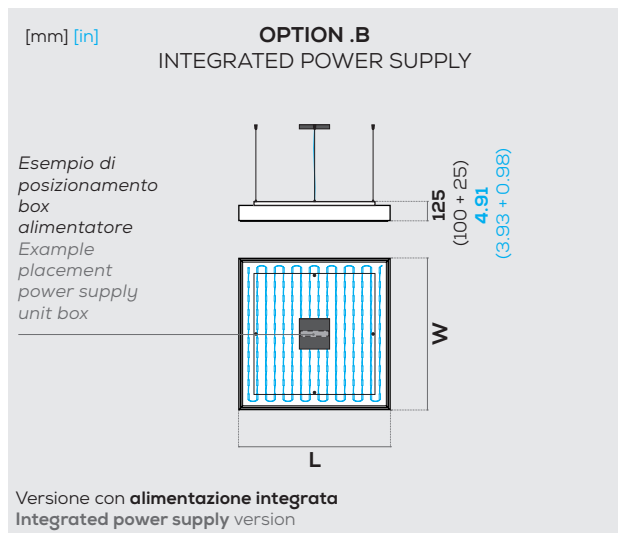 [mm] [in]
OPTION .B
INTEGRATED POWER SUPPLY
Esempio di
posizionamento
box
alimentatore
Example
placement
power supply
unit box
125
(100 + 25)
4.91
(3.93 + 0.98)
W
L
Versione con alimentazione integrata
Integrated power supply version